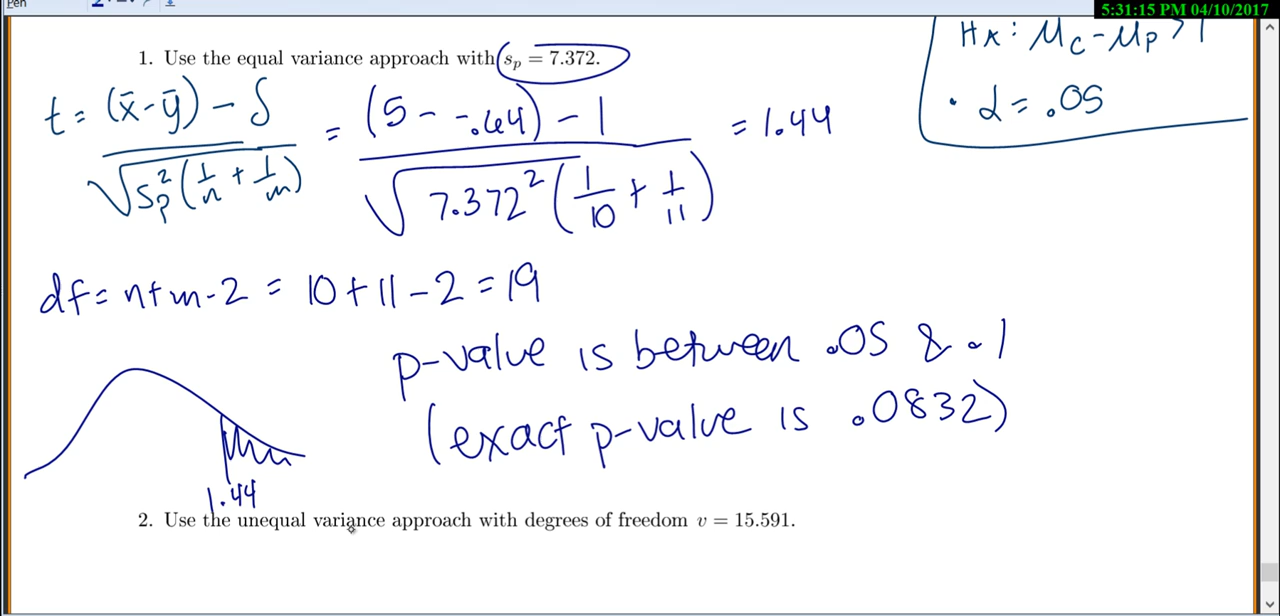 Pen
5:31:15 PM 04/10/2017
HA: μc-μp>1
• α = .05
1. Use the equal variance approach with sp = 7.372.
t = (x̄-ȳ) - δ / √(sp²(1/n + 1/m)) = (5 - -.64) - 1 / √(7.372²(1/10 + 1/11)) = 1.44
df = n+m-2 = 10+11-2 = 19
p-value is between .05 & .1
(exact p-value is .0832)
1.44
2. Use the unequal variance approach with degrees of freedom v = 15.591.